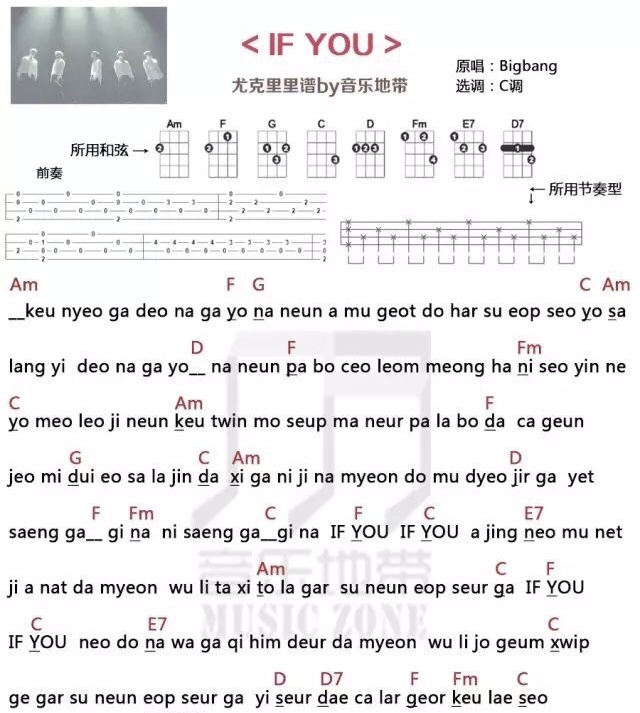 < IF YOU >
原唱：Bigbang
尤克里里谱by音乐地带
选调：C调
Am F G C D Fm E7 D7
所用和弦→
前奏
←所用节奏型
Am F G C Am
__keu nyeo ga deo na ga yo na neun a mu geot do har su eop seo yo sa
D F Fm
lang yi deo na ga yo__ na neun pa bo ceo leom meong ha ni seo yin ne
C Am F
yo meo leo ji neun keu twin mo seup ma neur pa la bo da ca geun
G C Am D
jeo mi dui eo sa la jin da xi ga ni ji na myeon do mu dyeo jir ga yet
F Fm C F C E7
saeng ga__ gi na ni saeng ga__gi na IF YOU IF YOU a jing neo mu net
Am C F
ji a nat da myeon wu li ta xi to la gar su neun eop seur ga IF YOU
C E7 C
IF YOU neo do na wa ga qi him deur da myeon wu li jo geum xwip
D D7 F Fm C
ge gar su neun eop seur ga yi seur dae ca lar geor keu lae seo
音乐地带
MUSIC ZONE